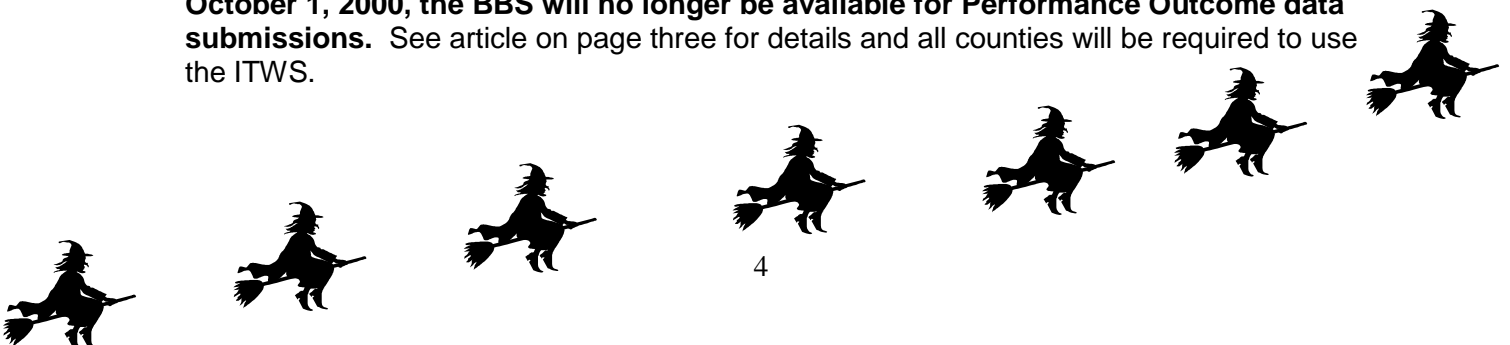 October 1, 2000, the BBS will no longer be available for Performance Outcome data
submissions. See article on page three for details and all counties will be required to use
the ITWS.
4